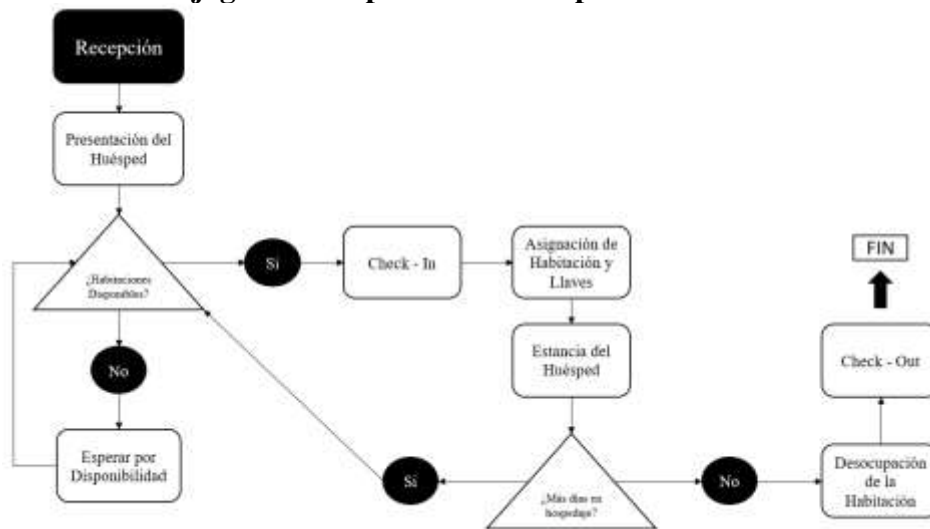 Recepción
Presentación del
Huésped
¿Habitaciones
Disponibles?
Si
Check - In
Asignación de
Habitación y
Llaves
FIN
No
Estancia del
Huésped
Check - Out
Esperar por
Disponibilidad
Si
¿Más días en
hospedaje?
No
Desocupación
de la
Habitación